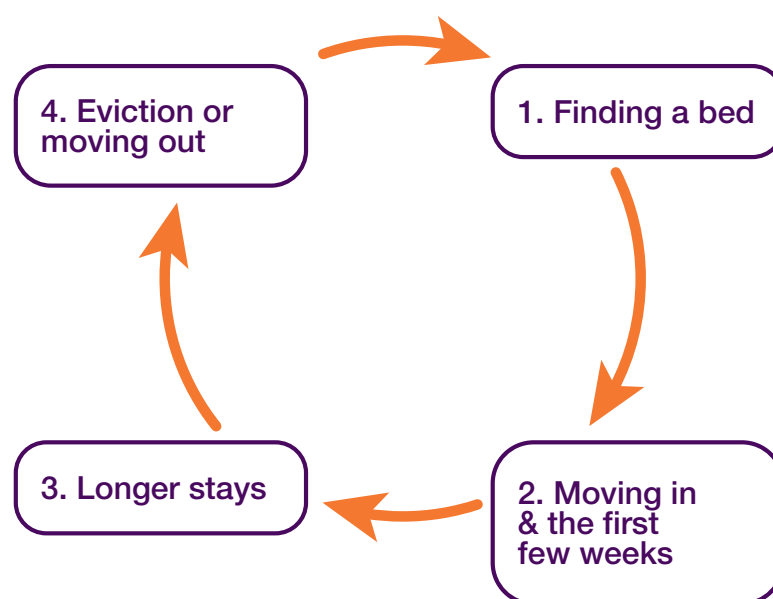 4. Eviction or
moving out
1. Finding a bed
3. Longer stays
2. Moving in
& the first
few weeks